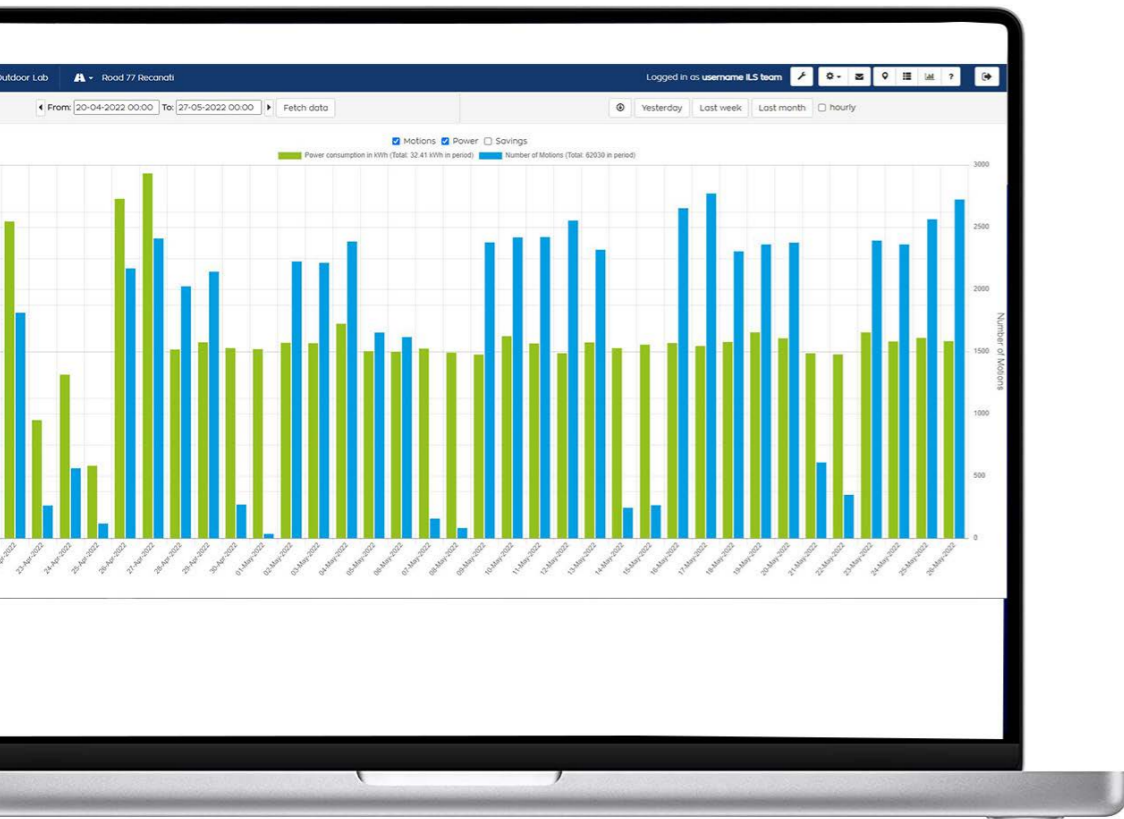 utdoor Lab Road 77 Recanati Logged in as username ILS team ?
From: 20-04-2022 00:00 To: 27-05-2022 00:00 Fetch data Yesterday Last week Last month hourly
Motions Power Savings
Power consumption in kWh (Total: 32.41 kWh in period) Number of Motions (Total: 62030 in period)
3000
2500
2000
1500
1000
500
0
Number of Motions
pr-2022 23-Apr-2022 24-Apr-2022 25-Apr-2022 26-Apr-2022 27-Apr-2022 28-Apr-2022 29-Apr-2022 30-Apr-2022 01-May-2022 02-May-2022 03-May-2022 04-May-2022 05-May-2022 06-May-2022 07-May-2022 08-May-2022 09-May-2022 10-May-2022 11-May-2022 12-May-2022 13-May-2022 14-May-2022 15-May-2022 16-May-2022 17-May-2022 18-May-2022 19-May-2022 20-May-2022 21-May-2022 22-May-2022 23-May-2022 24-May-2022 25-May-2022 26-May-2022